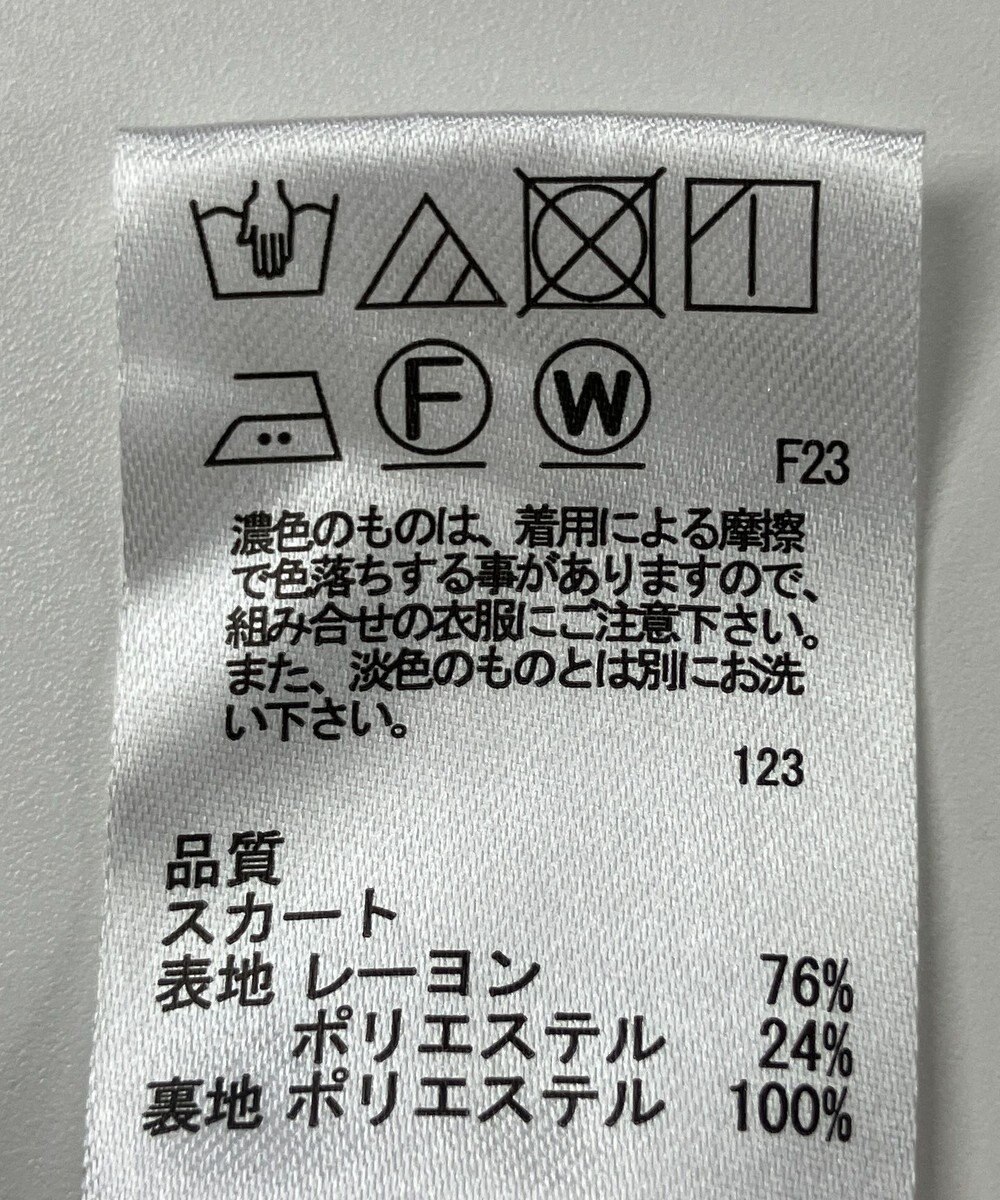 F W
F23
濃色のものは、着用による摩擦
で色落ちする事がありますので、
組み合せの衣服にご注意下さい。
また、淡色のものとは別にお洗
い下さい。
123
品質
スカート
表地 レーヨン 76%
ポリエステル 24%
裏地 ポリエステル 100%